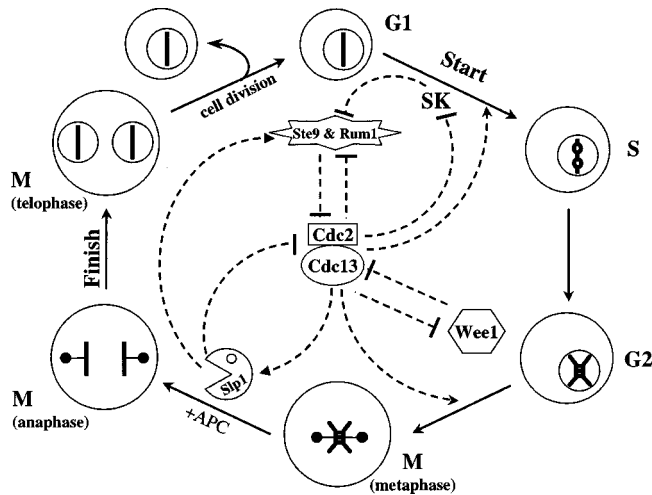 G1
Start
cell division
SK
Ste9 & Rum1
S
M
(telophase)
Cdc2
Cdc13
Finish
Wee1
G2
Slp1
M
(anaphase)
+APC
M
(metaphase)